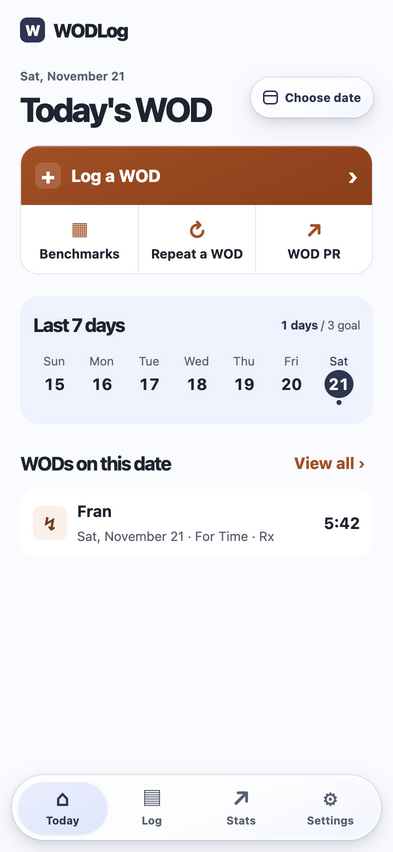 W WODLog
Sat, November 21
Today's WOD
Choose date
+ Log a WOD ›
Benchmarks
Repeat a WOD
WOD PR
Last 7 days
1 days / 3 goal
Sun Mon Tue Wed Thu Fri Sat
15 16 17 18 19 20 21
WODs on this date
View all ›
Fran
Sat, November 21 · For Time · Rx
5:42
Today
Log
Stats
Settings